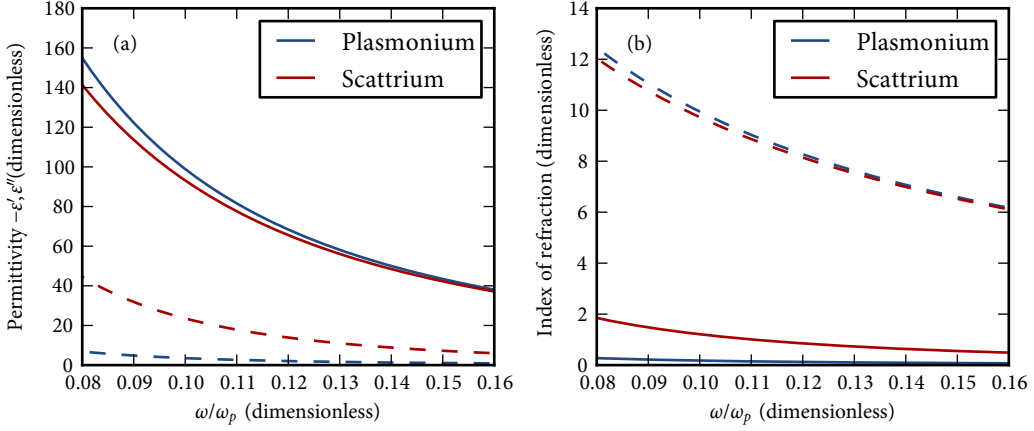 (a)
Plasmonium
Scattrium
Permittivity −ε′, ε″(dimensionless)
180
160
140
120
100
80
60
40
20
0
0.08 0.09 0.10 0.11 0.12 0.13 0.14 0.15 0.16
ω/ωp (dimensionless)
(b)
Plasmonium
Scattrium
Index of refraction (dimensionless)
14
12
10
8
6
4
2
0
0.08 0.09 0.10 0.11 0.12 0.13 0.14 0.15 0.16
ω/ωp (dimensionless)